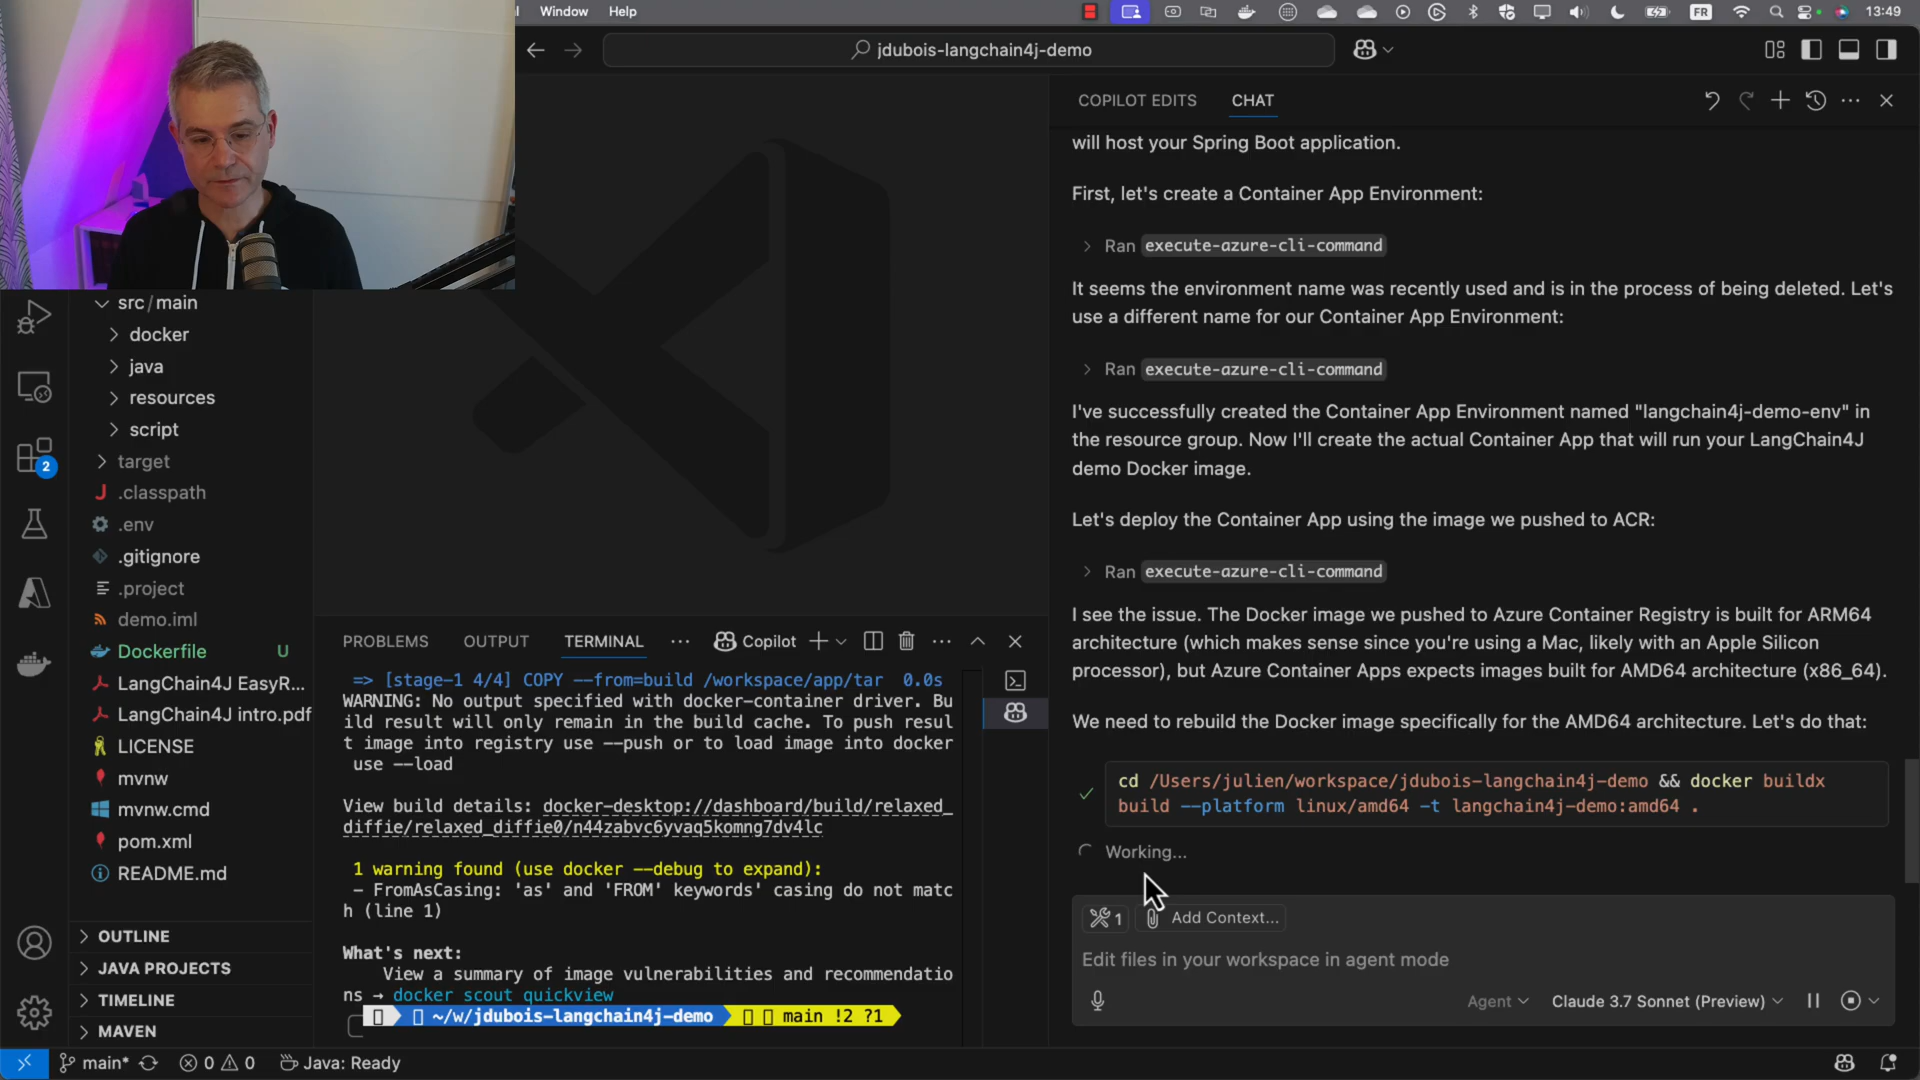 Window Help
FR
13:49
jdubois-langchain4j-demo
COPILOT EDITS CHAT
will host your Spring Boot application.
First, let's create a Container App Environment:
Ran execute-azure-cli-command
It seems the environment name was recently used and is in the process of being deleted. Let's
use a different name for our Container App Environment:
Ran execute-azure-cli-command
I've successfully created the Container App Environment named "langchain4j-demo-env" in
the resource group. Now I'll create the actual Container App that will run your LangChain4J
demo Docker image.
Let's deploy the Container App using the image we pushed to ACR:
Ran execute-azure-cli-command
I see the issue. The Docker image we pushed to Azure Container Registry is built for ARM64
architecture (which makes sense since you're using a Mac, likely with an Apple Silicon
processor), but Azure Container Apps expects images built for AMD64 architecture (x86_64).
We need to rebuild the Docker image specifically for the AMD64 architecture. Let's do that:
cd /Users/julien/workspace/jdubois-langchain4j-demo && docker buildx
build --platform linux/amd64 -t langchain4j-demo:amd64 .
Working...
1 Add Context...
Edit files in your workspace in agent mode
Agent Claude 3.7 Sonnet (Preview)
src/main
docker
java
resources
script
target
J .classpath
.env
.gitignore
.project
demo.iml
Dockerfile U
LangChain4J EasyR...
LangChain4J intro.pdf
LICENSE
mvnw
mvnw.cmd
pom.xml
README.md
OUTLINE
JAVA PROJECTS
TIMELINE
MAVEN
2
PROBLEMS OUTPUT TERMINAL ... Copilot
=> [stage-1 4/4] COPY --from=build /workspace/app/tar 0.0s
WARNING: No output specified with docker-container driver. Bu
ild result will only remain in the build cache. To push resul
t image into registry use --push or to load image into docker
use --load
View build details: docker-desktop://dashboard/build/relaxed_
diffie/relaxed_diffie0/n44zabvc6yvaq5komng7dv4lc
1 warning found (use docker --debug to expand):
- FromAsCasing: 'as' and 'FROM' keywords' casing do not matc
h (line 1)
What's next:
View a summary of image vulnerabilities and recommendatio
ns → docker scout quickview
~/w/jdubois-langchain4j-demo main !2 ?1
main* 0 0 Java: Ready